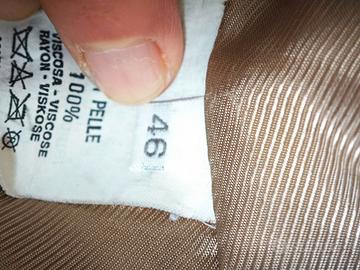 PELLE
100%
VISCOSA - VISCOSE
RAYON - VISKOSE
46